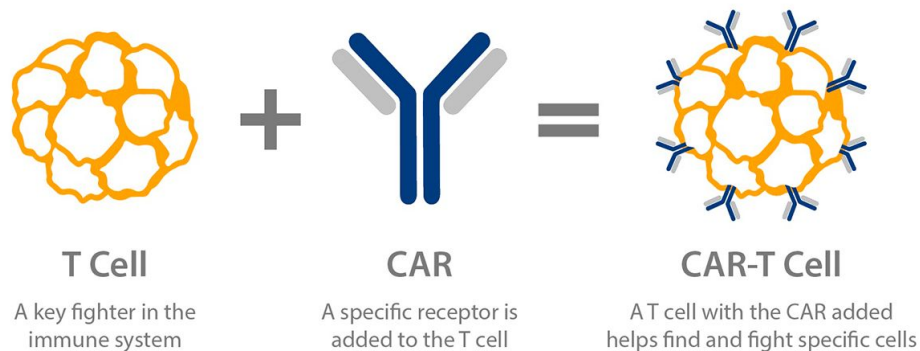 T Cell
A key fighter in the
immune system
CAR
A specific receptor is
added to the T cell
CAR-T Cell
A T cell with the CAR added
helps find and fight specific cells